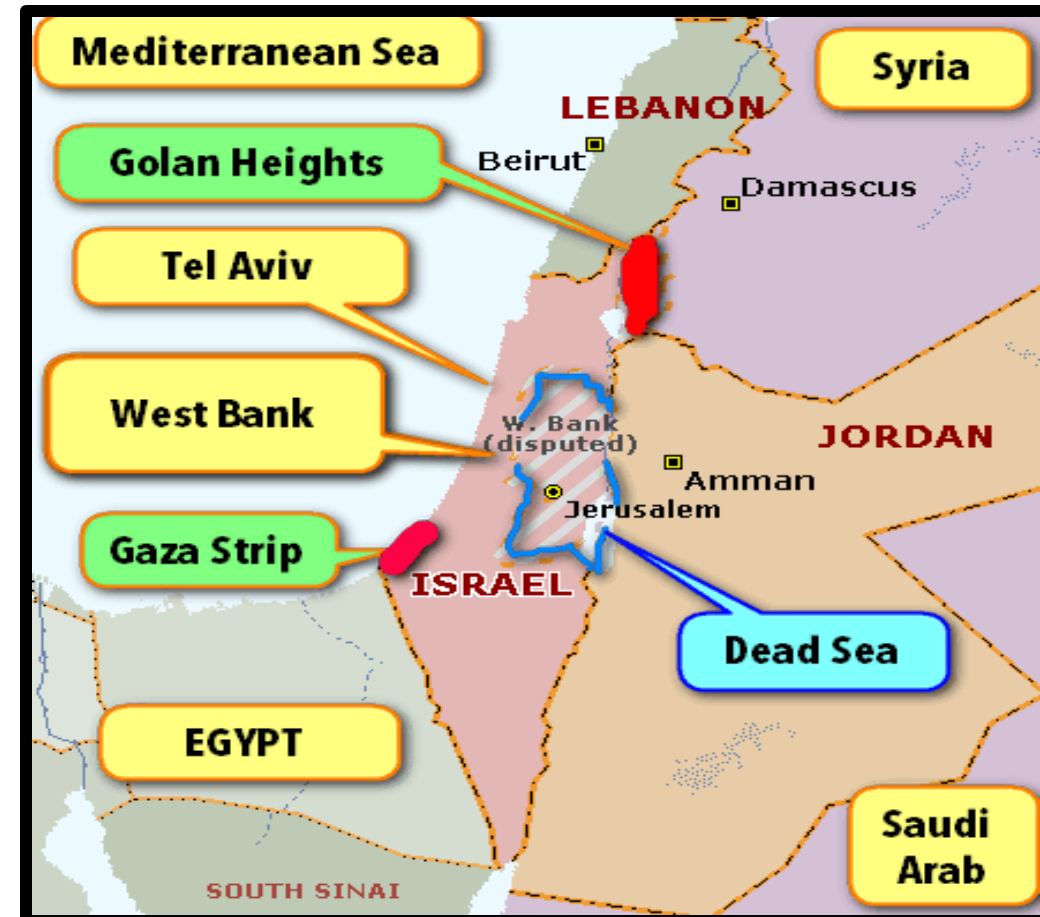 Mediterranean Sea
Syria
LEBANON
Golan Heights
Beirut
Damascus
Tel Aviv
West Bank
W. Bank
(disputed)
JORDAN
Amman
Jerusalem
Gaza Strip
ISRAEL
Dead Sea
EGYPT
Saudi
Arab
SOUTH SINAI